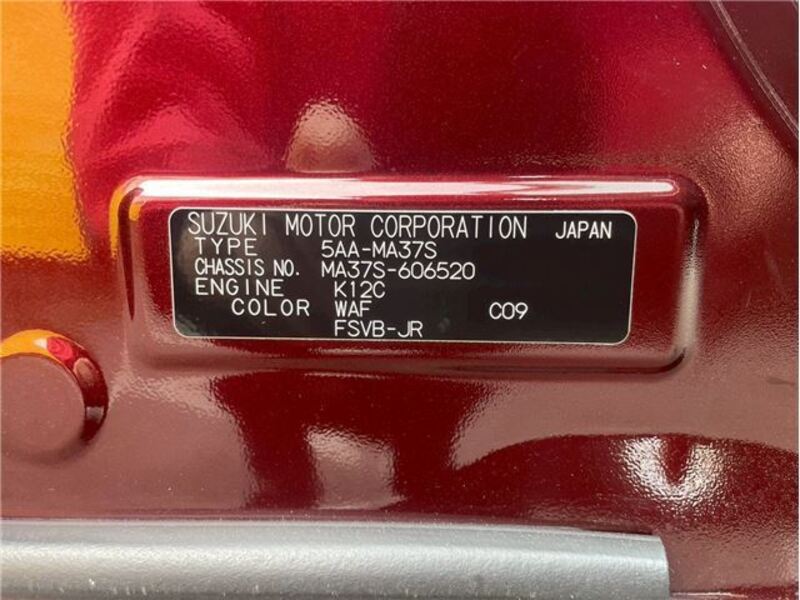 SUZUKI MOTOR CORPORATION JAPAN
TYPE 5AA-MA37S
CHASSIS NO. MA37S-606520
ENGINE K12C
COLOR WAF C09
FSVB-JR